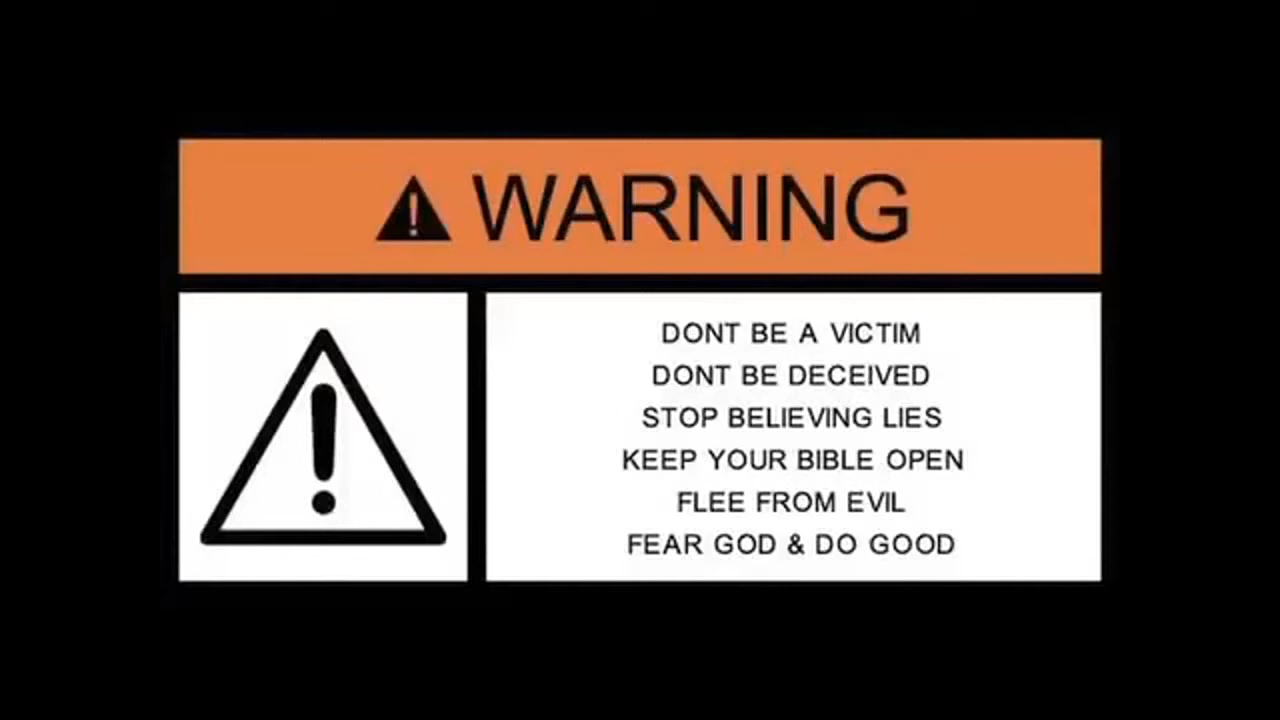 WARNING
DONT BE A VICTIM
DONT BE DECEIVED
STOP BELIEVING LIES
KEEP YOUR BIBLE OPEN
FLEE FROM EVIL
FEAR GOD & DO GOOD